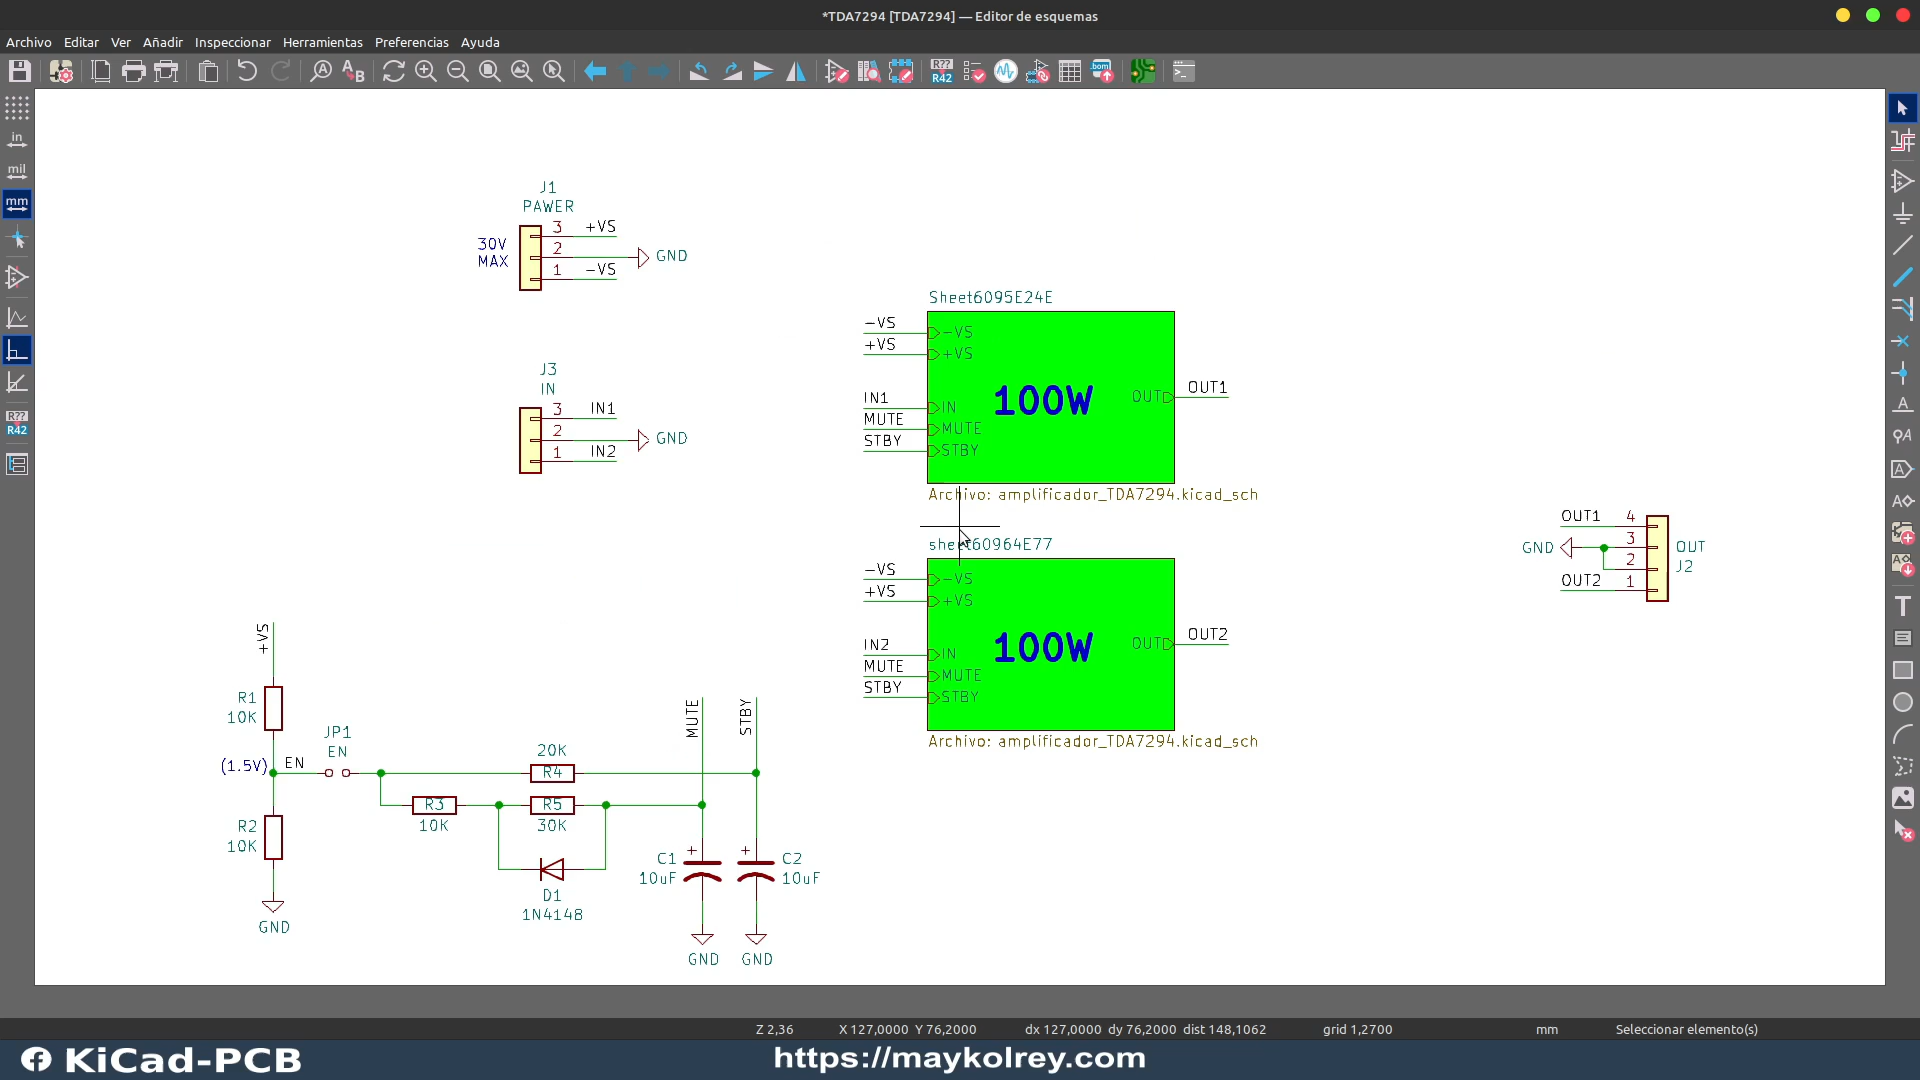 *TDA7294 [TDA7294] — Editor de esquemas
Archivo Editar Ver Añadir Inspeccionar Herramientas Preferencias Ayuda
in
mil
mm
R??
R42
R??
R42
bom
J1
PAWER
30V
MAX
3 +VS
2 GND
1 -VS
J3
IN
3 IN1
2 GND
1 IN2
Sheet6095E24E
-VS -VS
+VS +VS
IN1 IN
MUTE MUTE
STBY STBY
100W
OUT OUT1
Archivo: amplificador_TDA7294.kicad_sch
sheet60964E77
-VS -VS
+VS +VS
IN2 IN
MUTE MUTE
STBY STBY
100W
OUT OUT2
Archivo: amplificador_TDA7294.kicad_sch
OUT1 4
GND 3
2
OUT2 1
OUT
J2
+VS
R1
10K
(1.5V)
EN
JP1
EN
R2
10K
GND
20K
R4
R3
10K
R5
30K
D1
1N4148
MUTE
STBY
C1
10uF
C2
10uF
GND
GND
Z 2,36 X 127,0000 Y 76,2000 dx 127,0000 dy 76,2000 dist 148,1062 grid 1,2700 mm Seleccionar elemento(s)
KiCad-PCB https://maykolrey.com